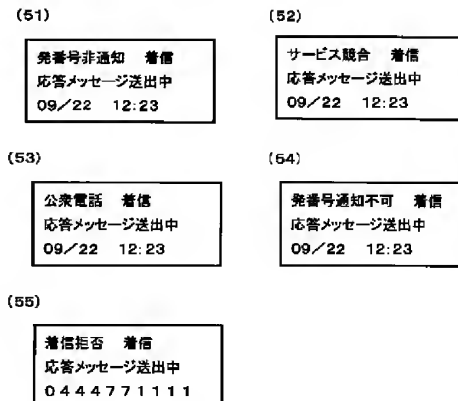 (51)
発番号非通知　着信
応答メッセージ送出中
09／22　12:23
(52)
サービス競合　着信
応答メッセージ送出中
09／22　12:23
(53)
公衆電話　着信
応答メッセージ送出中
09／22　12:23
(54)
発番号通知不可　着信
応答メッセージ送出中
09／22　12:23
(55)
着信拒否　着信
応答メッセージ送出中
０４４４７７１１１１